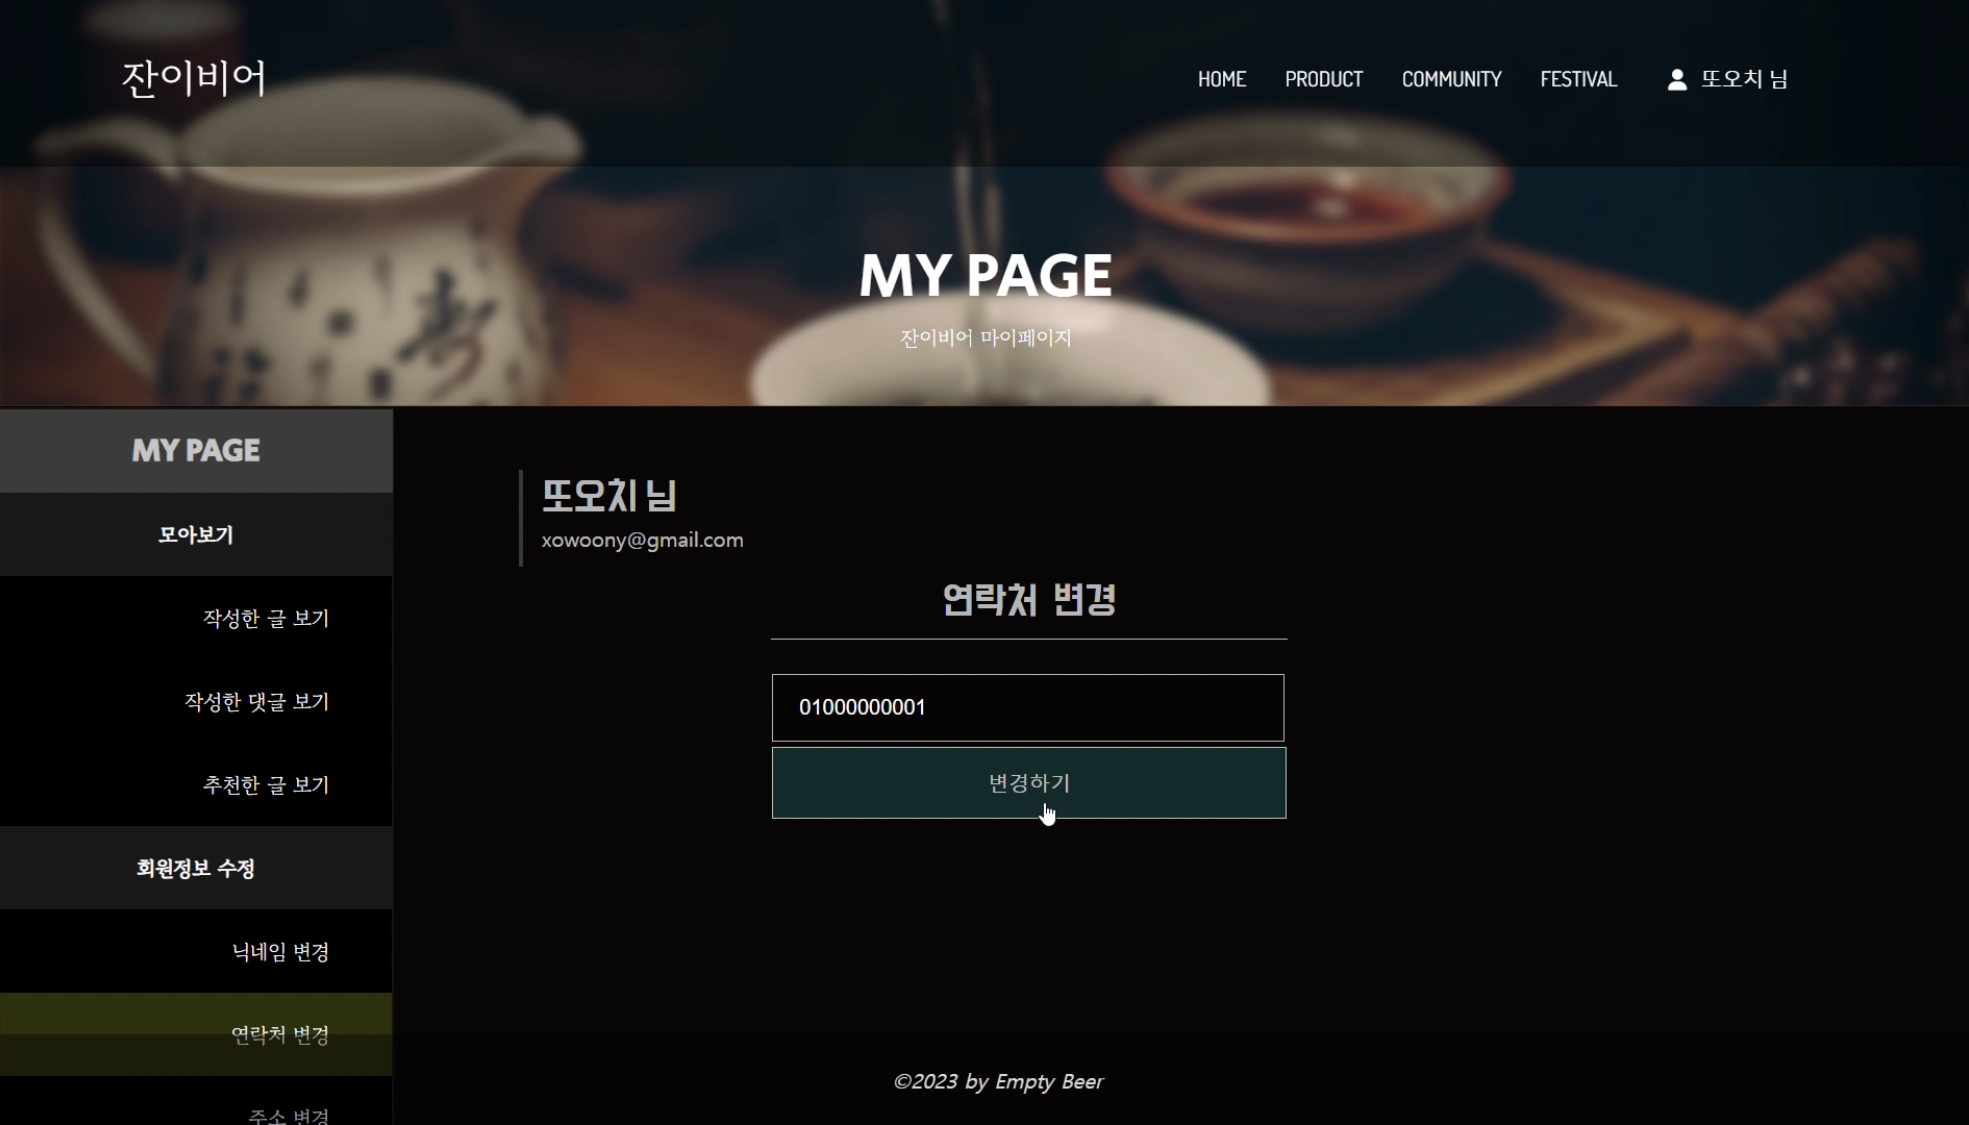 잔이비어
HOME PRODUCT COMMUNITY FESTIVAL 또오치 님
MY PAGE
잔이비어 마이페이지
MY PAGE
모아보기
작성한 글 보기
작성한 댓글 보기
추천한 글 보기
회원정보 수정
닉네임 변경
연락처 변경
주소 변경
또오치 님
xowoony@gmail.com
연락처 변경
01000000001
변경하기
©2023 by Empty Beer